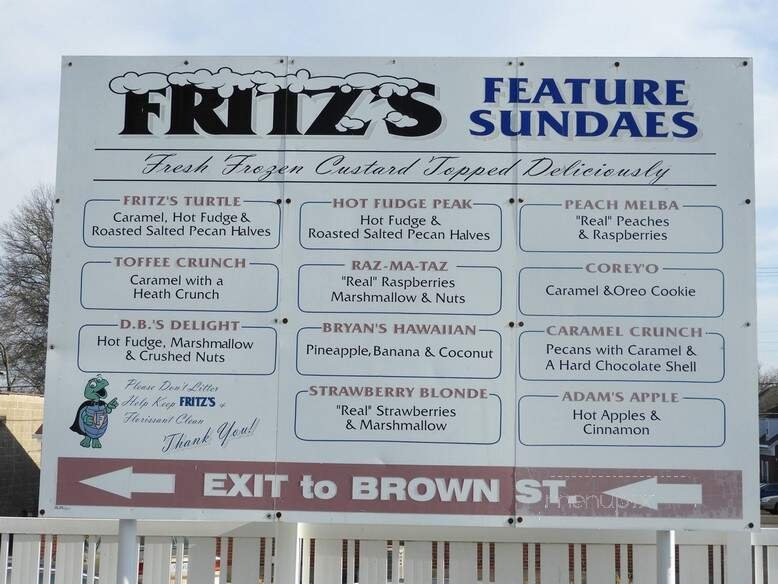 FRITZ'S
FEATURE
SUNDAES
Fresh Frozen Custard Topped Deliciously
FRITZ'S TURTLE
Caramel, Hot Fudge &
Roasted Salted Pecan Halves
TOFFEE CRUNCH
Caramel with a
Heath Crunch
D.B.'S DELIGHT
Hot Fudge, Marshmallow
& Crushed Nuts
HOT FUDGE PEAK
Hot Fudge &
Roasted Salted Pecan Halves
RAZ-MA-TAZ
"Real" Raspberries
Marshmallow & Nuts
BRYAN'S HAWAIIAN
Pineapple, Banana & Coconut
STRAWBERRY BLONDE
"Real" Strawberries
& Marshmallow
PEACH MELBA
"Real" Peaches
& Raspberries
COREY'O
Caramel &Oreo Cookie
CARAMEL CRUNCH
Pecans with Caramel &
A Hard Chocolate Shell
ADAM'S APPLE
Hot Apples &
Cinnamon
Please Don't Litter
Help Keep FRITZ'S &
Florissant Clean
Thank You!
EXIT to BROWN ST.
menupix